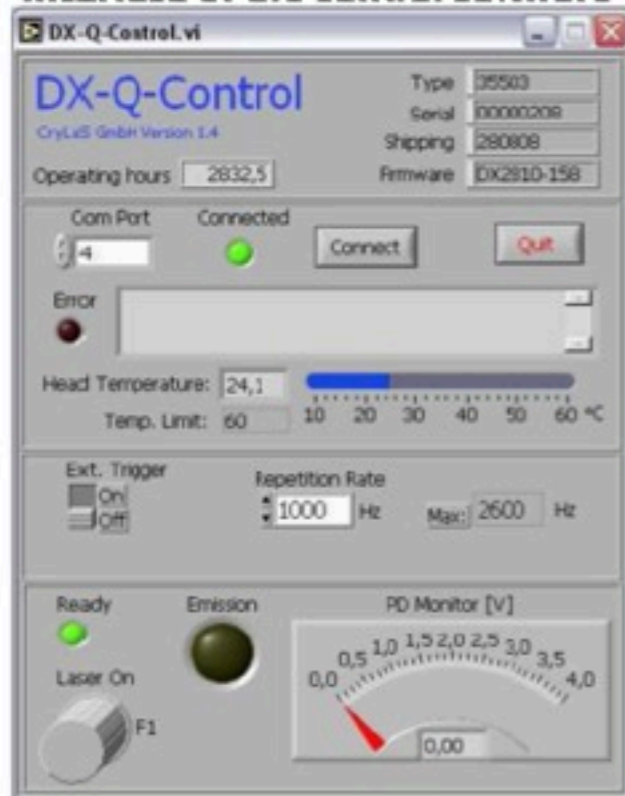 DX-Q-Control.vi
DX-Q-Control
CryLaS GmbH Version 1.4
Operating hours 2832,5
Type 35503
Serial 00000208
Shipping 280808
Firmware DX2810-158
Com Port
4
Connected
Connect
Quit
Error
Head Temperature: 24,1
Temp. Limit: 60
10 20 30 40 50 60 °C
Ext. Trigger
On
Off
Repetition Rate
1000 Hz
Max: 2600 Hz
Ready
Emission
PD Monitor [V]
0,0 0,5 1,0 1,5 2,0 2,5 3,0 3,5 4,0
0,00
Laser On
F1